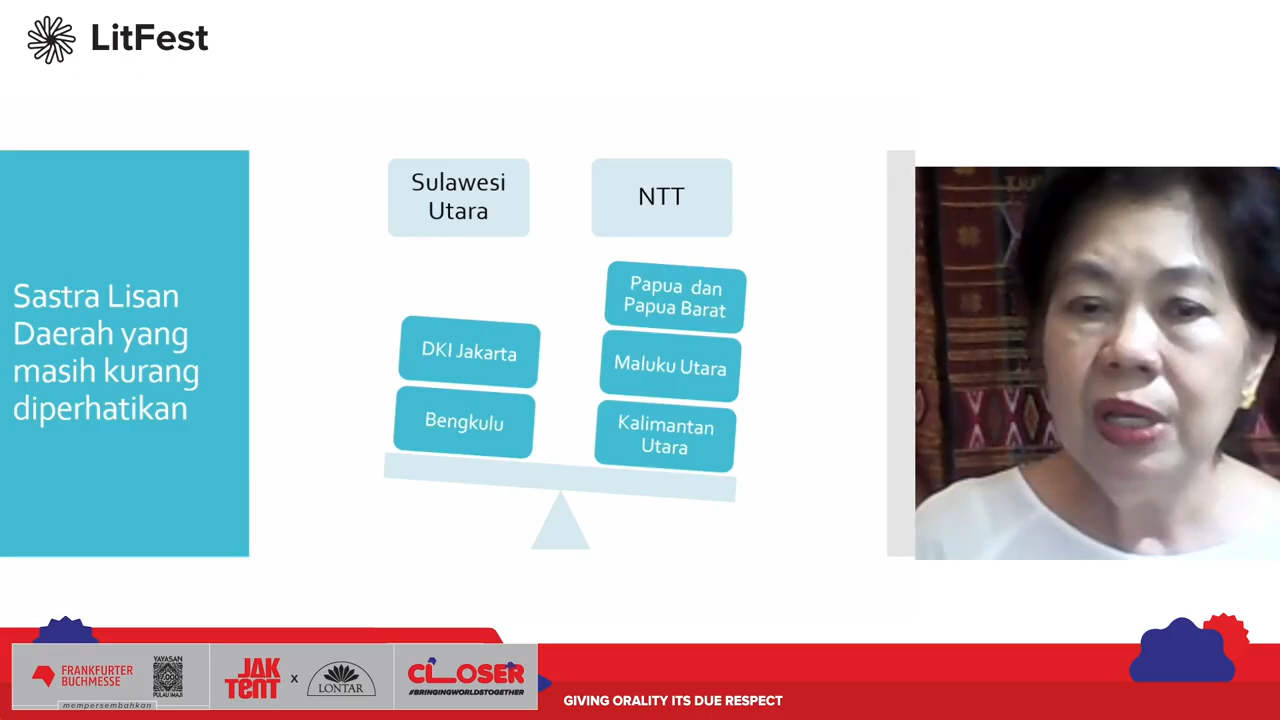 LitFest
Sastra Lisan
Daerah yang
masih kurang
diperhatikan
Sulawesi
Utara
NTT
DKI Jakarta
Bengkulu
Papua dan
Papua Barat
Maluku Utara
Kalimantan
Utara
FRANKFURTER
BUCHMESSE
YAYASAN
17.000
PULAU IMAJI
mempersembahkan
JAK
TENT
x
LONTAR
CLOSER
#BRINGINGWORLDSTOGETHER
GIVING ORALITY ITS DUE RESPECT